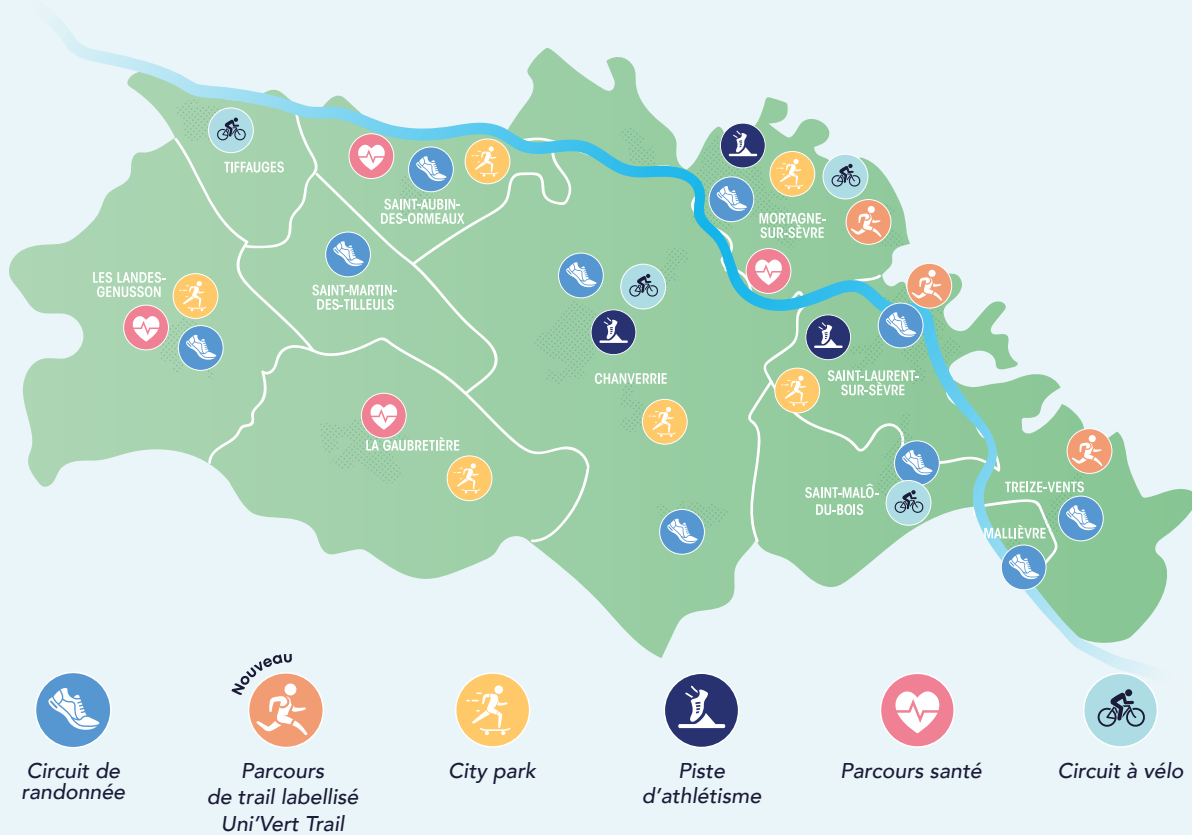 TIFFAUGES
SAINT-AUBIN-
DES-ORMEAUX
MORTAGNE-
SUR-SÈVRE
LES LANDES-
GENUSSON
SAINT-MARTIN-
DES-TILLEULS
CHANVERRIE
SAINT-LAURENT-
SUR-SÈVRE
LA GAUBRETIÈRE
SAINT-MALÔ-
DU-BOIS
TREIZE-VENTS
MALLIÈVRE
Circuit de
randonnée
Nouveau
Parcours
de trail labellisé
Uni'Vert Trail
City park
Piste
d'athlétisme
Parcours santé
Circuit à vélo